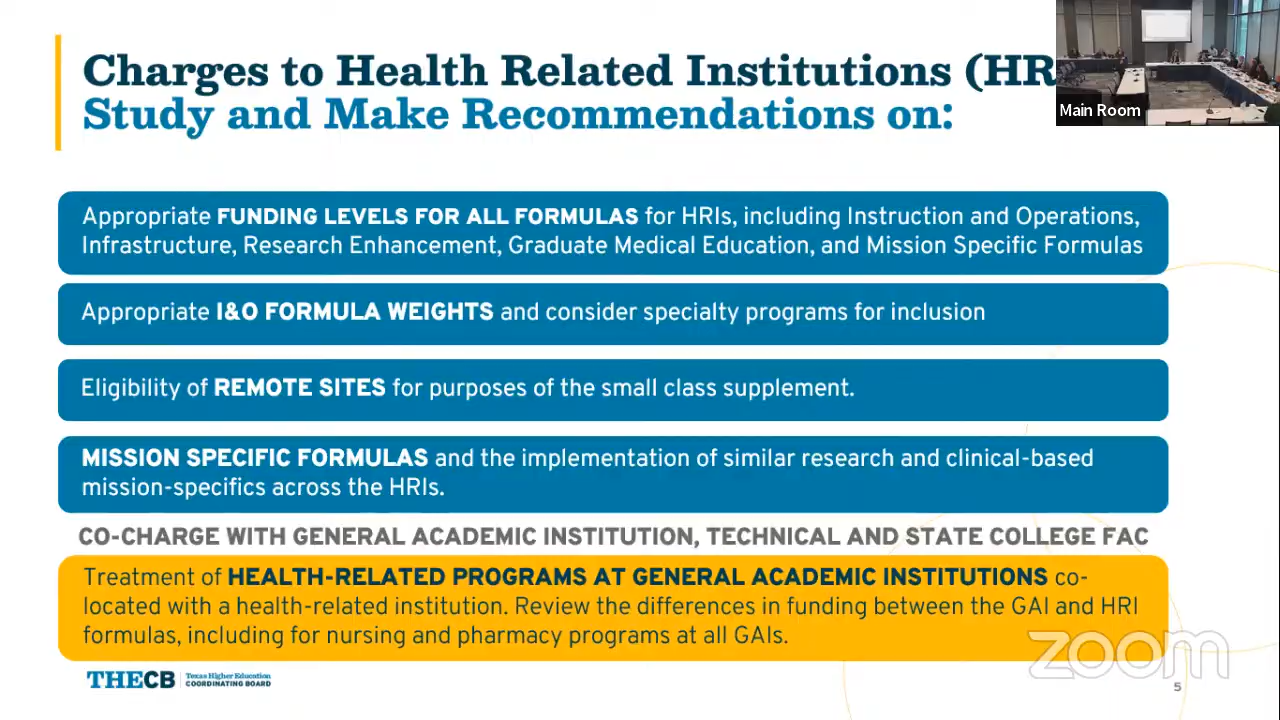 Charges to Health Related Institutions (HR
Study and Make Recommendations on:
Main Room
Appropriate FUNDING LEVELS FOR ALL FORMULAS for HRIs, including Instruction and Operations,
Infrastructure, Research Enhancement, Graduate Medical Education, and Mission Specific Formulas
Appropriate I&O FORMULA WEIGHTS and consider specialty programs for inclusion
Eligibility of REMOTE SITES for purposes of the small class supplement.
MISSION SPECIFIC FORMULAS and the implementation of similar research and clinical-based
mission-specifics across the HRIs.
CO-CHARGE WITH GENERAL ACADEMIC INSTITUTION, TECHNICAL AND STATE COLLEGE FAC
Treatment of HEALTH-RELATED PROGRAMS AT GENERAL ACADEMIC INSTITUTIONS co-
located with a health-related institution. Review the differences in funding between the GAI and HRI
formulas, including for nursing and pharmacy programs at all GAIs.
zoom
THECB
Texas Higher Education
COORDINATING BOARD
5